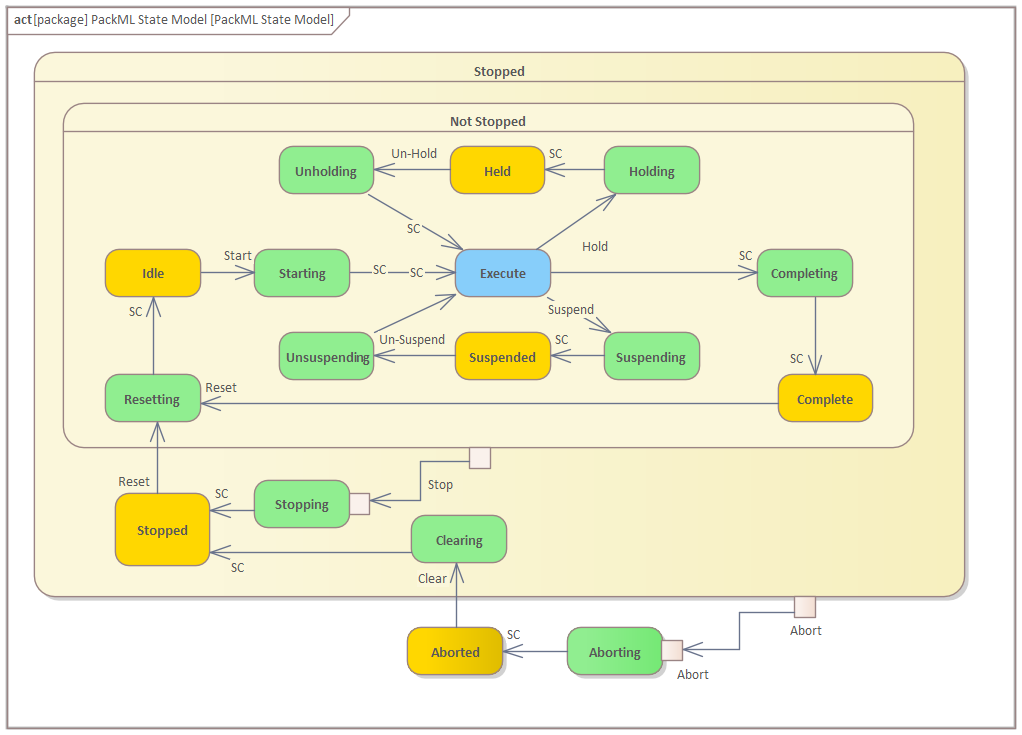 act [package] PackML State Model [PackML State Model]
Stopped
Not Stopped
Unholding
Un-Hold
Held
SC
Holding
SC
Hold
Idle
Start
Starting
SC
SC
Execute
SC
Completing
SC
Suspend
Unsuspending
Un-Suspend
Suspended
SC
Suspending
SC
Resetting
Reset
Complete
Reset
Stopped
SC
Stopping
Stop
Clearing
SC
Clear
Aborted
SC
Aborting
Abort
Abort